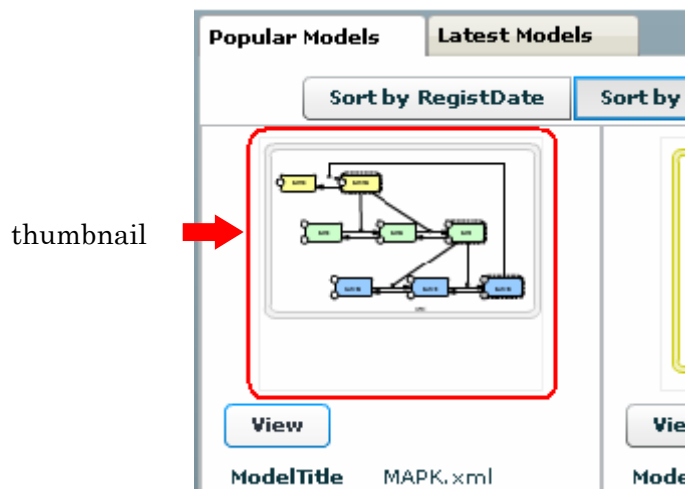 Popular Models
Latest Models
Sort by RegistDate
Sort by
thumbnail
View
Vie
ModelTitle MAPK.xml
Mode